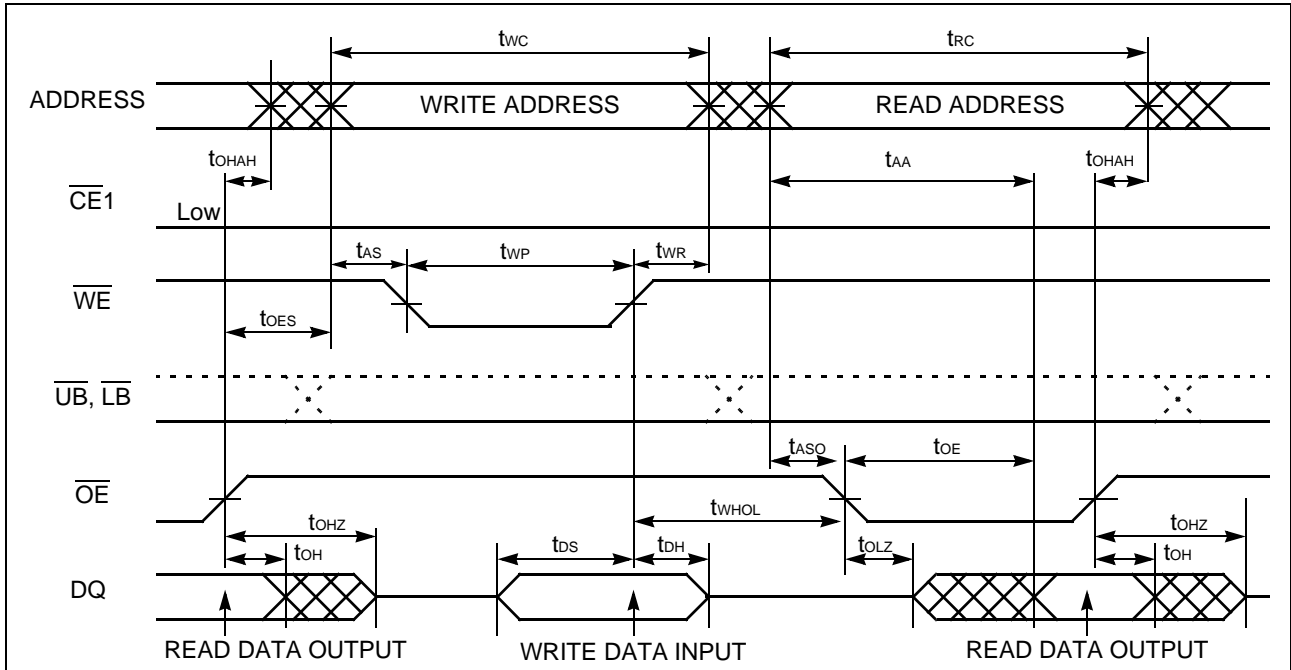 tWC tRC
ADDRESS WRITE ADDRESS READ ADDRESS
tOHAH tAA tOHAH
CE1 Low
tAS tWP tWR
WE
tOES
UB, LB
tASO tOE
OE
tOHZ tWHOL tOHZ
tOH tDS tDH tOLZ tOH
DQ
READ DATA OUTPUT WRITE DATA INPUT READ DATA OUTPUT